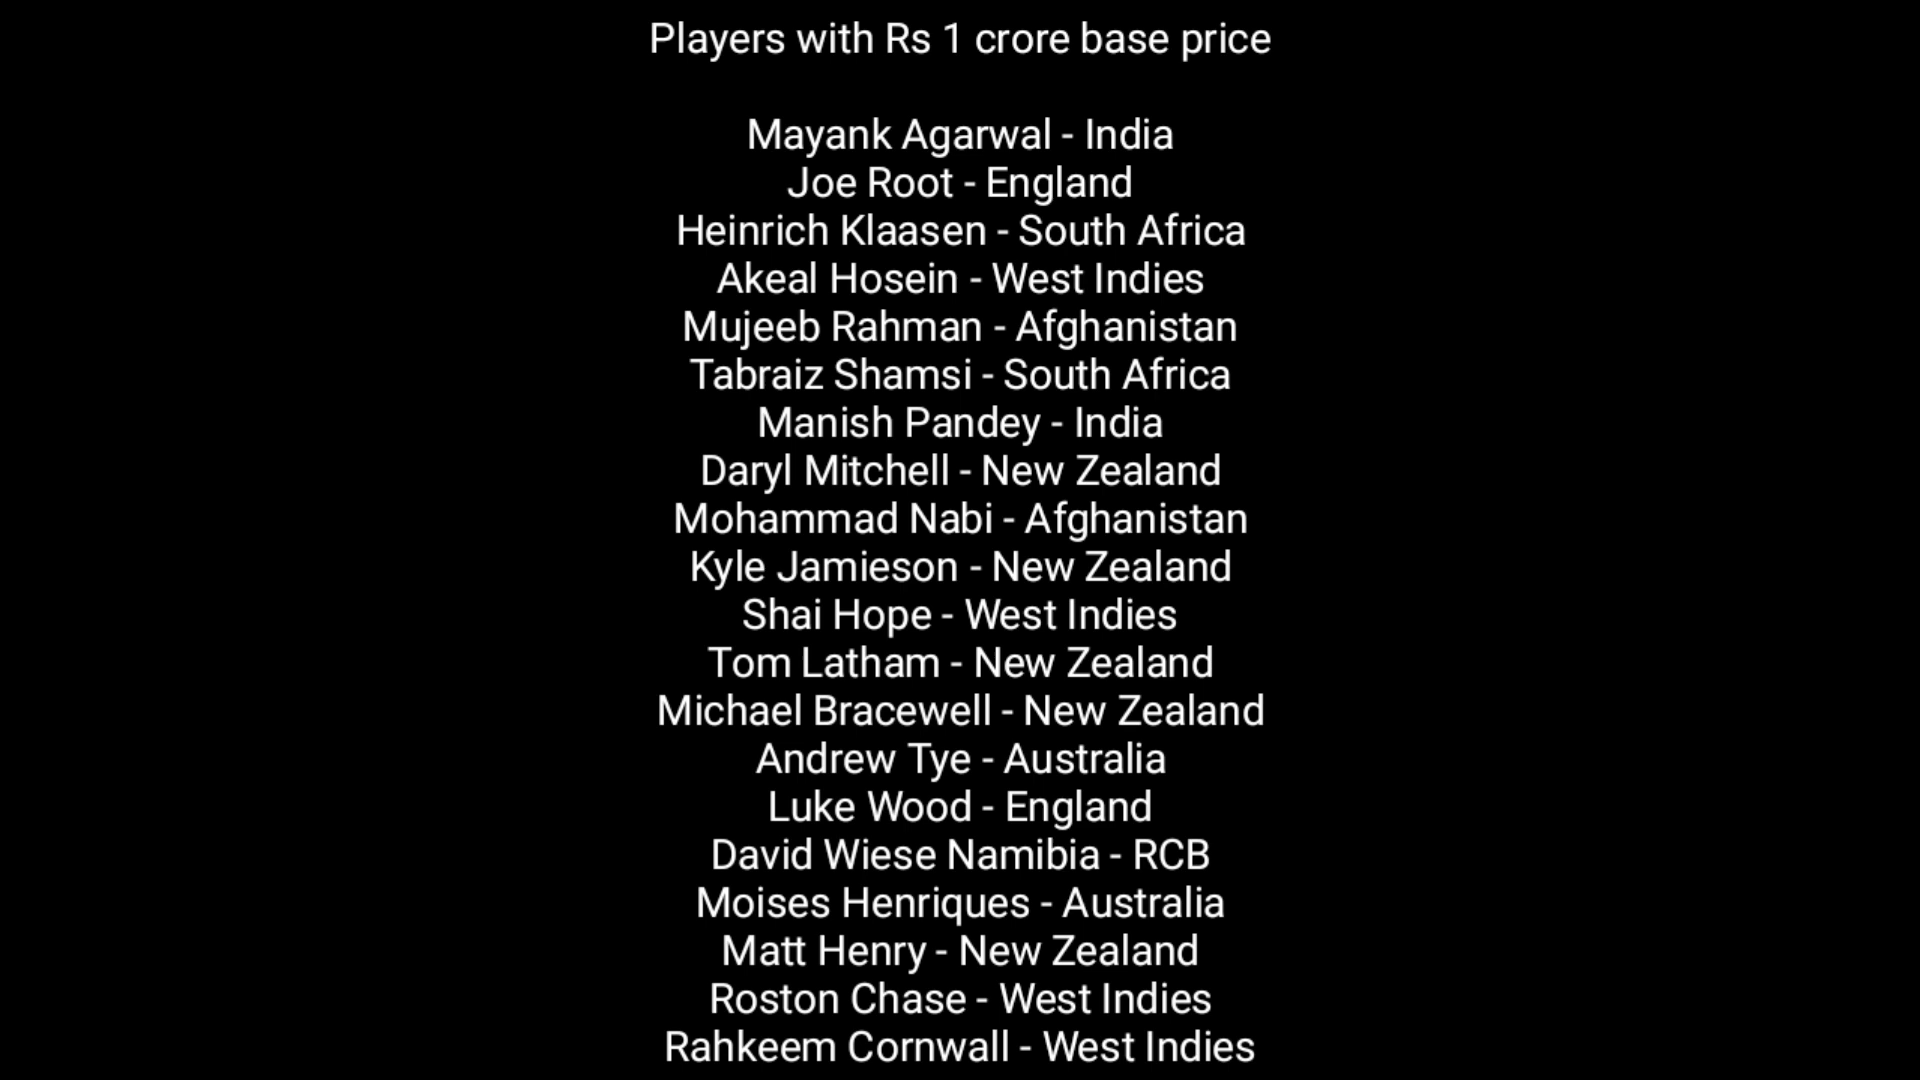 Players with Rs 1 crore base price
Mayank Agarwal - India
Joe Root - England
Heinrich Klaasen - South Africa
Akeal Hosein - West Indies
Mujeeb Rahman - Afghanistan
Tabraiz Shamsi - South Africa
Manish Pandey - India
Daryl Mitchell - New Zealand
Mohammad Nabi - Afghanistan
Kyle Jamieson - New Zealand
Shai Hope - West Indies
Tom Latham - New Zealand
Michael Bracewell - New Zealand
Andrew Tye - Australia
Luke Wood - England
David Wiese Namibia - RCB
Moises Henriques - Australia
Matt Henry - New Zealand
Roston Chase - West Indies
Rahkeem Cornwall - West Indies